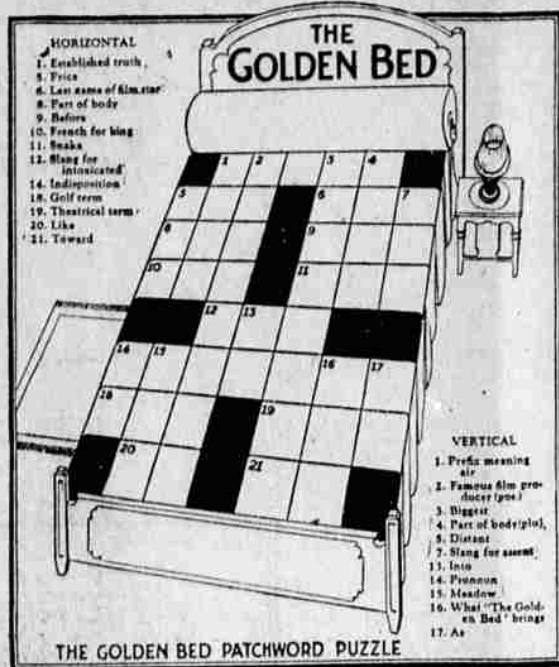 THE
GOLDEN BED
HORIZONTAL
1. Established truth
5. Price
6. Last name of film star
8. Part of body
9. Before
10. French for king
11. Snake
12. Slang for
intoxicated
14. Indisposition
18. Golf term
19. Theatrical term
20. Like
21. Toward
1 2 3 4
5 6 7
8 9
10 11
12 13
14 15 16 17
18 19
20 21
VERTICAL
1. Prefix meaning
air
2. Famous film pro-
ducer (pos.)
3. Biggest
4. Part of body (plu)
5. Distant
7. Slang for assent
13. Into
14. Pronoun
15. Meadow
16. What "The Gold-
en Bed" brings
17. As
THE GOLDEN BED PATCHWORD PUZZLE